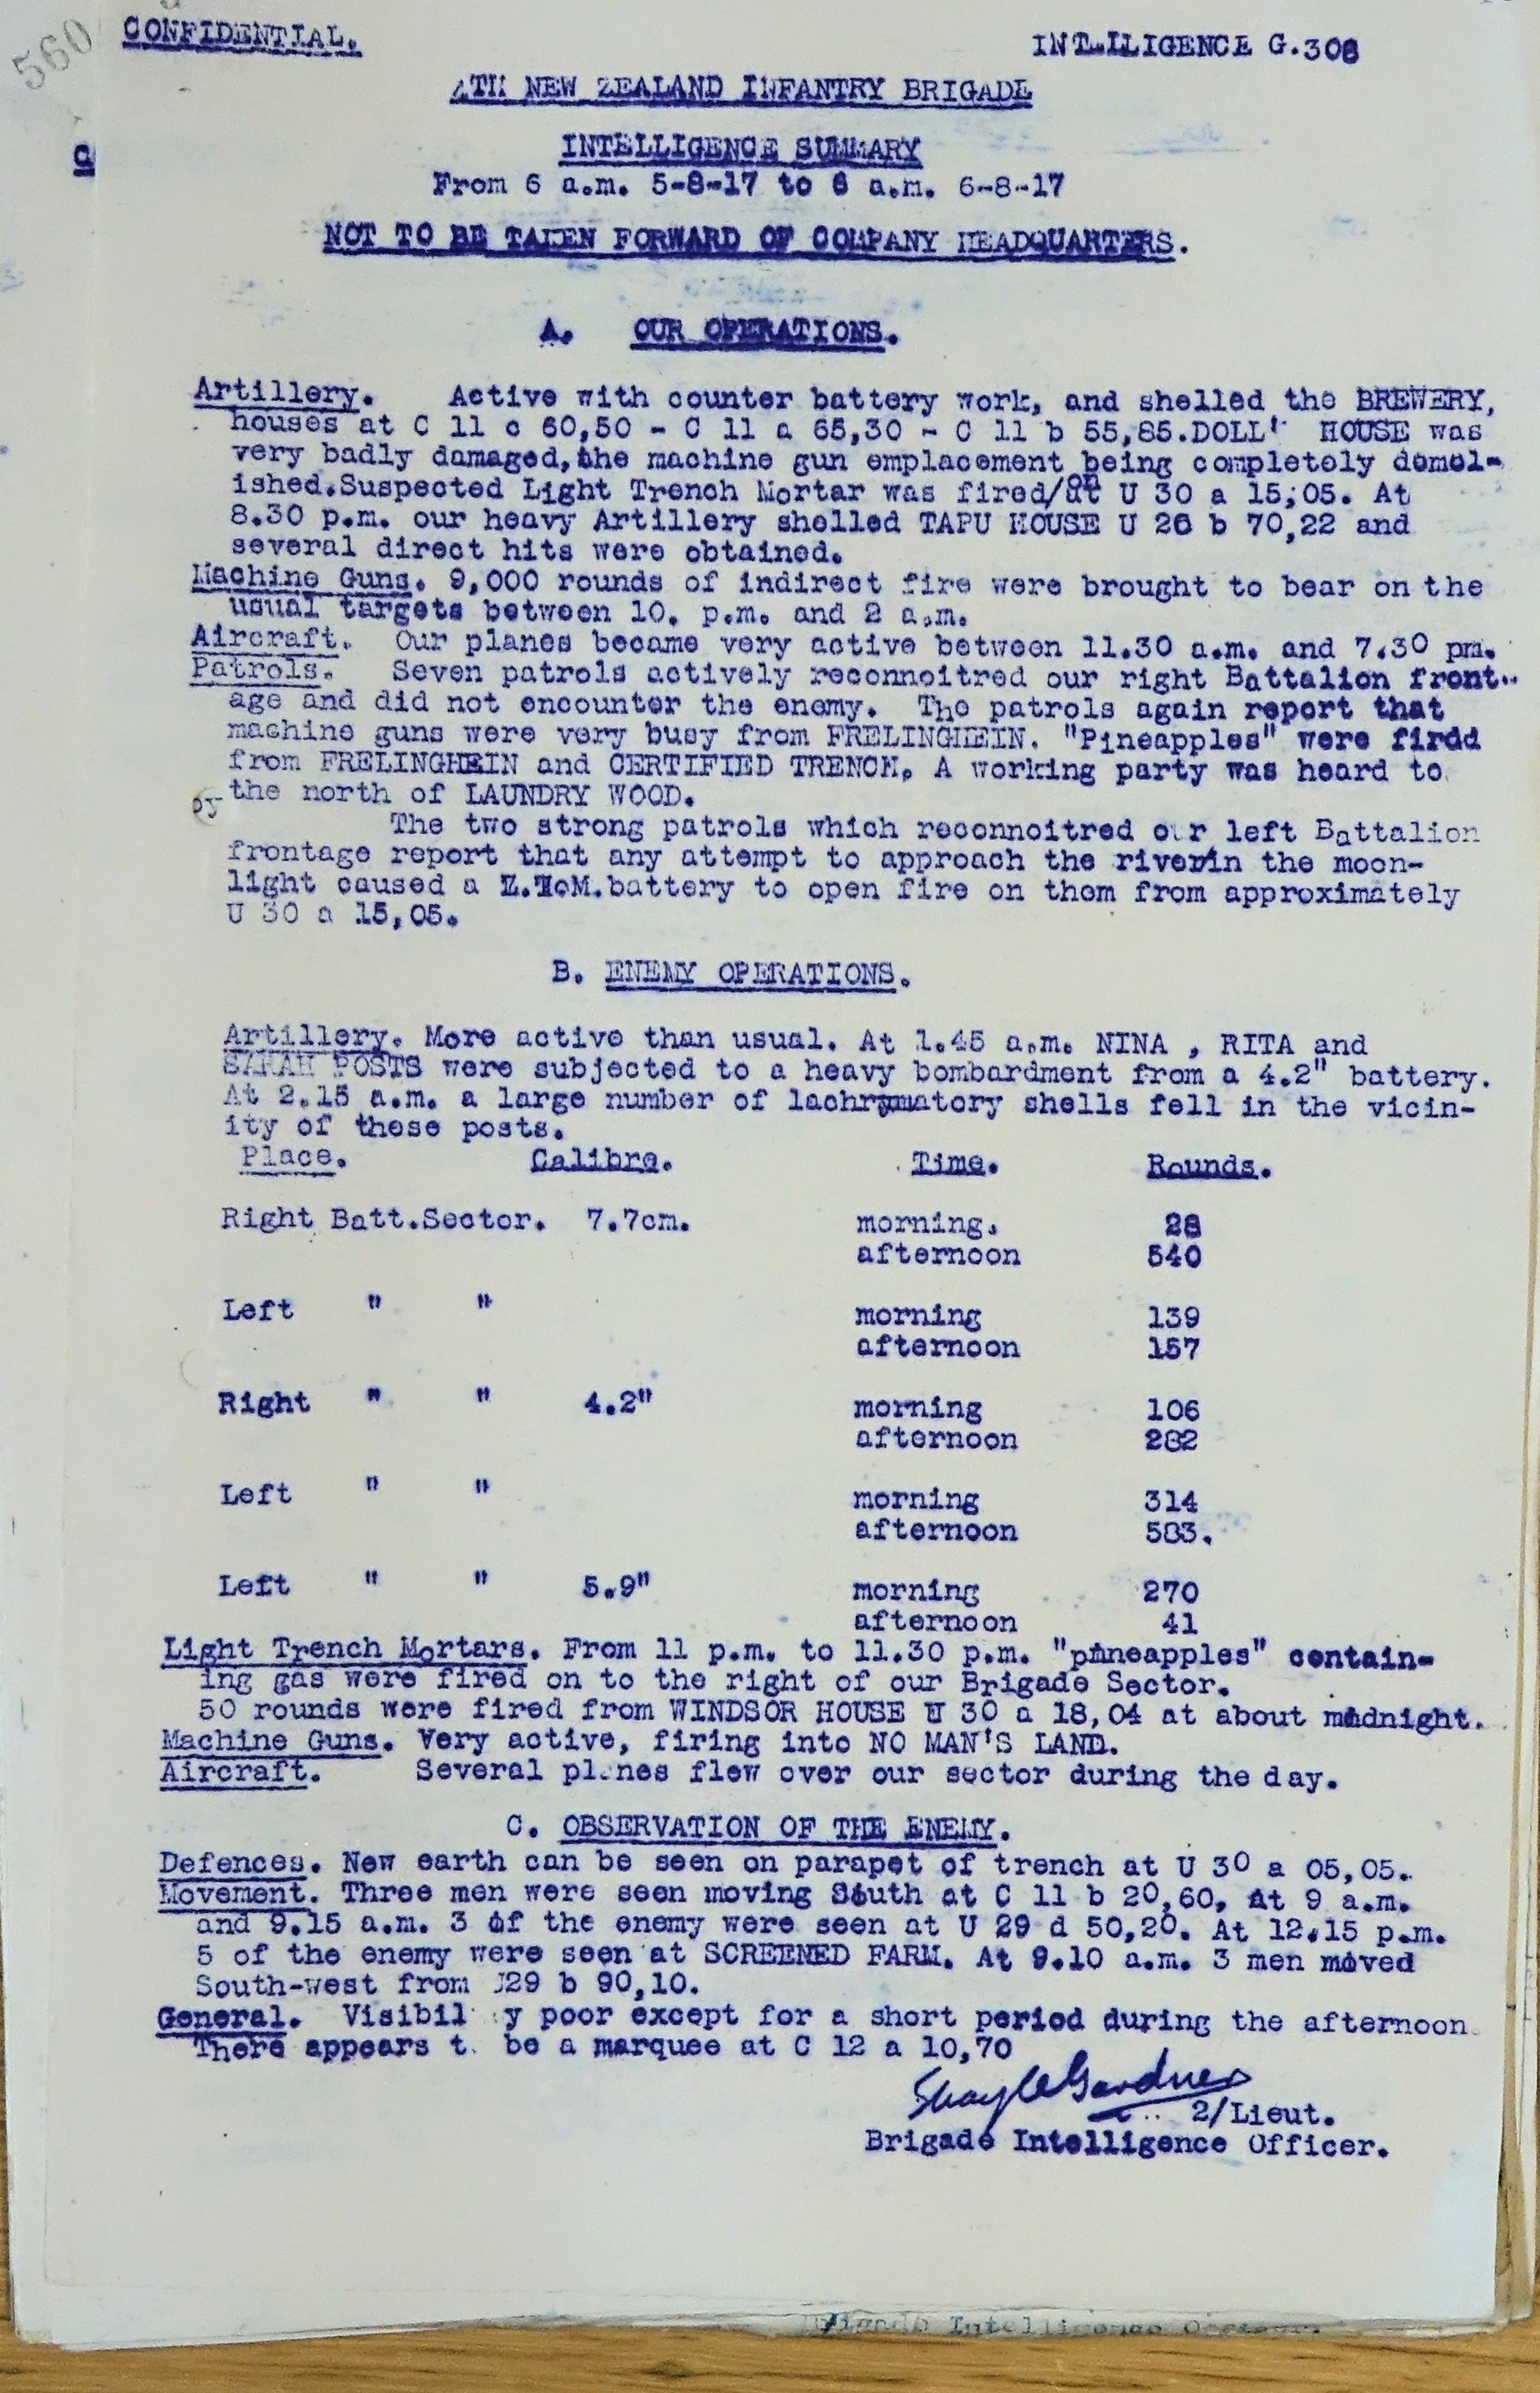 560
CONFIDENTIAL.
INTELLIGENCE G.308
4TH NEW ZEALAND INFANTRY BRIGADE
INTELLIGENCE SUMMARY
From 6 a.m. 5-8-17 to 6 a.m. 6-8-17
NOT TO BE TAKEN FORWARD OF COMPANY HEADQUARTERS.
A. OUR OPERATIONS.
Artillery. Active with counter battery work, and shelled the BREWERY,
houses at C 11 c 60,50 - C 11 a 65,30 - C 11 b 55,85.DOLL' HOUSE was
very badly damaged,the machine gun emplacement being completely demol-
ished.Suspected Light Trench Mortar was fired/on at U 30 a 15,05. At
8.30 p.m. our heavy Artillery shelled TAPU HOUSE U 26 b 70,22 and
several direct hits were obtained.
Machine Guns. 9,000 rounds of indirect fire were brought to bear on the
usual targets between 10. p.m. and 2 a.m.
Aircraft. Our planes became very active between 11.30 a.m. and 7.30 pm.
Patrols. Seven patrols actively reconnoitred our right Battalion front-
age and did not encounter the enemy. The patrols again report that
machine guns were very busy from FRELINGHEIN. "Pineapples" were firdd
from FRELINGHEIN and CERTIFIED TRENCH. A working party was heard to
the north of LAUNDRY WOOD.
The two strong patrols which reconnoitred our left Battalion
frontage report that any attempt to approach the riverin the moon-
light caused a L.T.M.battery to open fire on them from approximately
U 30 a 15,05.
B. ENEMY OPERATIONS.
Artillery. More active than usual. At 1.45 a.m. NINA , RITA and
SARAH POSTS were subjected to a heavy bombardment from a 4.2" battery.
At 2.15 a.m. a large number of lachrymatory shells fell in the vicin-
ity of these posts.
Place. Calibre. Time. Rounds.
Right Batt.Sector. 7.7cm. morning. 28
afternoon 540
Left " " morning 139
afternoon 157
Right " " 4.2" morning 106
afternoon 282
Left " " morning 314
afternoon 583.
Left " " 5.9" morning 270
afternoon 41
Light Trench Mortars. From 11 p.m. to 11.30 p.m. "pineapples" contain-
ing gas were fired on to the right of our Brigade Sector.
50 rounds were fired from WINDSOR HOUSE U 30 a 18,04 at about midnight.
Machine Guns. Very active, firing into NO MAN'S LAND.
Aircraft. Several planes flew over our sector during the day.
C. OBSERVATION OF THE ENEMY.
Defences. New earth can be seen on parapet of trench at U 30 a 05,05.
Movement. Three men were seen moving South at C 11 b 20,60, At 9 a.m.
and 9.15 a.m. 3 of the enemy were seen at U 29 d 50,20. At 12.15 p.m.
5 of the enemy were seen at SCREENED FARM. At 9.10 a.m. 3 men moved
South-west from U29 b 90,10.
General. Visibil y poor except for a short period during the afternoon
There appears t. be a marquee at C 12 a 10,70
Gardner
2/Lieut.
Brigade Intelligence Officer.
Brigade Intelligence Officer.